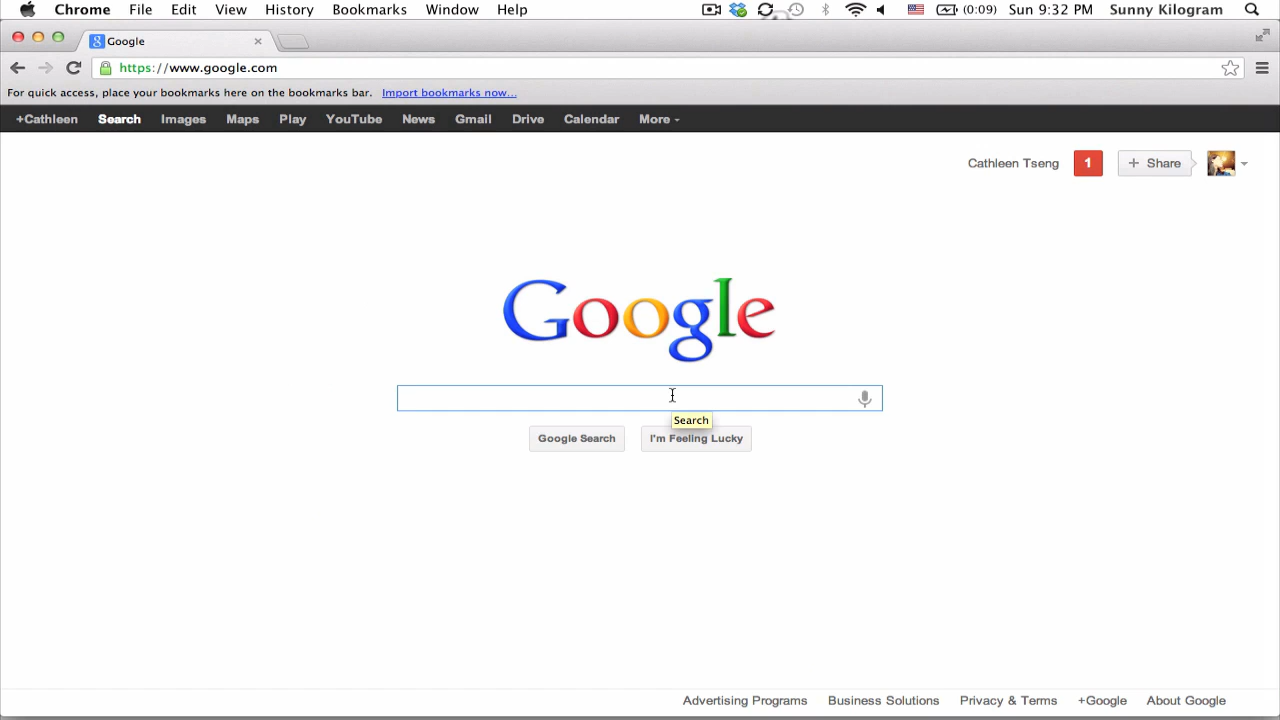 Chrome File Edit View History Bookmarks Window Help (0:09) Sun 9:32 PM Sunny Kilogram
Google
https://www.google.com
For quick access, place your bookmarks here on the bookmarks bar. Import bookmarks now...
+Cathleen Search Images Maps Play YouTube News Gmail Drive Calendar More
Cathleen Tseng 1 + Share
Google
Search
Google Search I'm Feeling Lucky
Advertising Programs Business Solutions Privacy & Terms +Google About Google